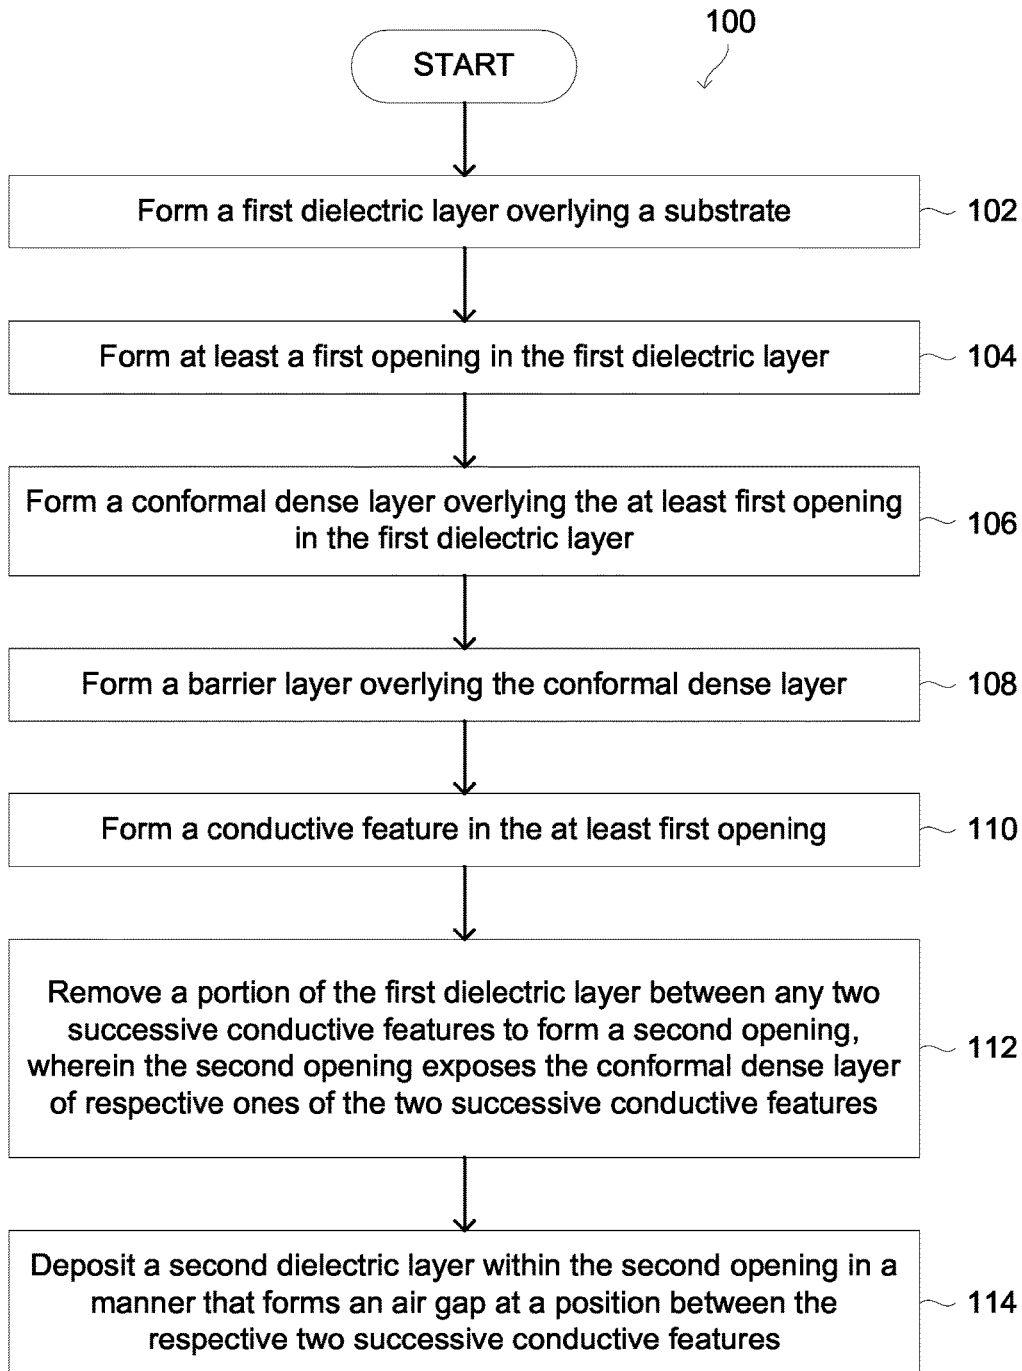 100
START
Form a first dielectric layer overlying a substrate
102
Form at least a first opening in the first dielectric layer
104
Form a conformal dense layer overlying the at least first opening
in the first dielectric layer
106
Form a barrier layer overlying the conformal dense layer
108
Form a conductive feature in the at least first opening
110
Remove a portion of the first dielectric layer between any two
successive conductive features to form a second opening,
wherein the second opening exposes the conformal dense layer
of respective ones of the two successive conductive features
112
Deposit a second dielectric layer within the second opening in a
manner that forms an air gap at a position between the
respective two successive conductive features
114